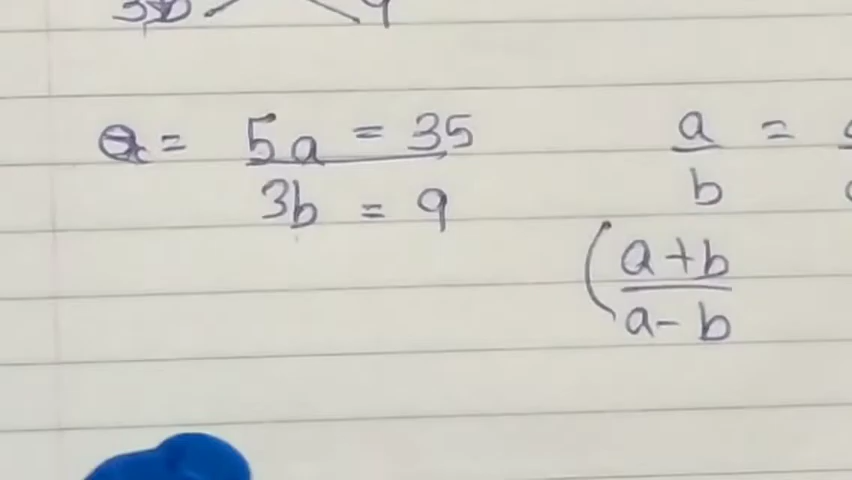 = 5a = 35
3b = 9
a/b =
(a+b/a-b